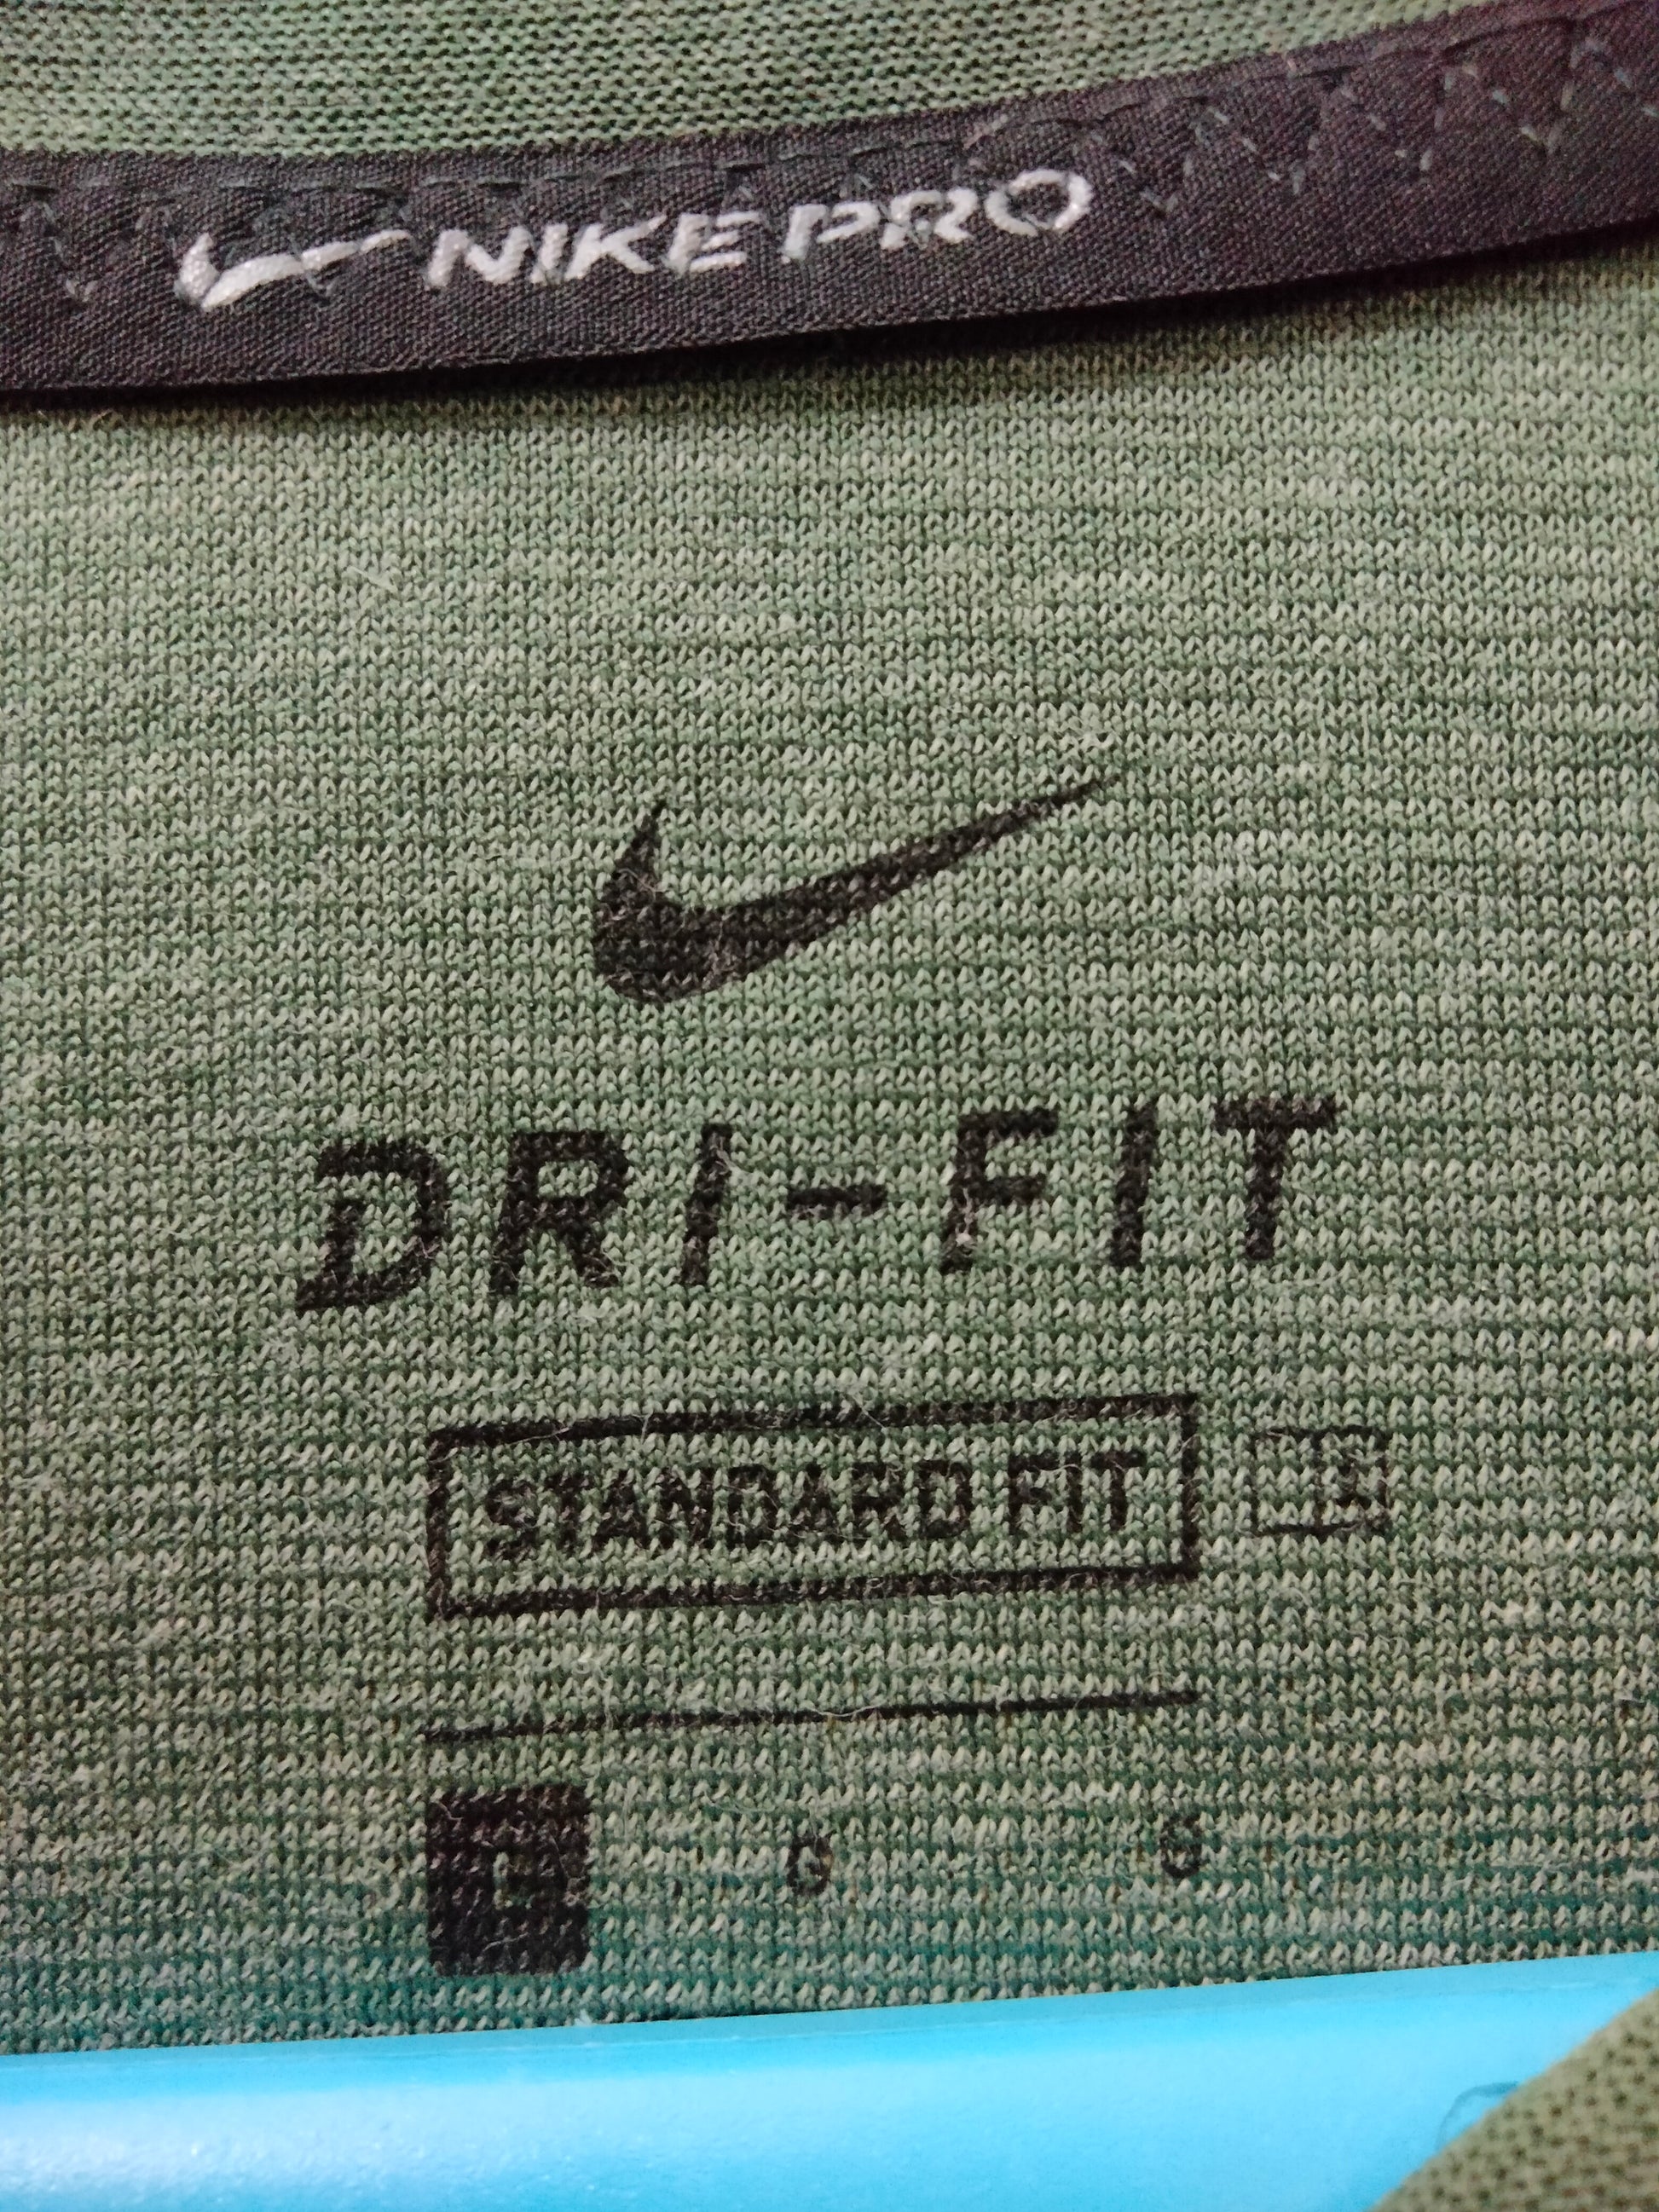 NIKE PRO
DRI-FIT
STANDARD FIT
L G G